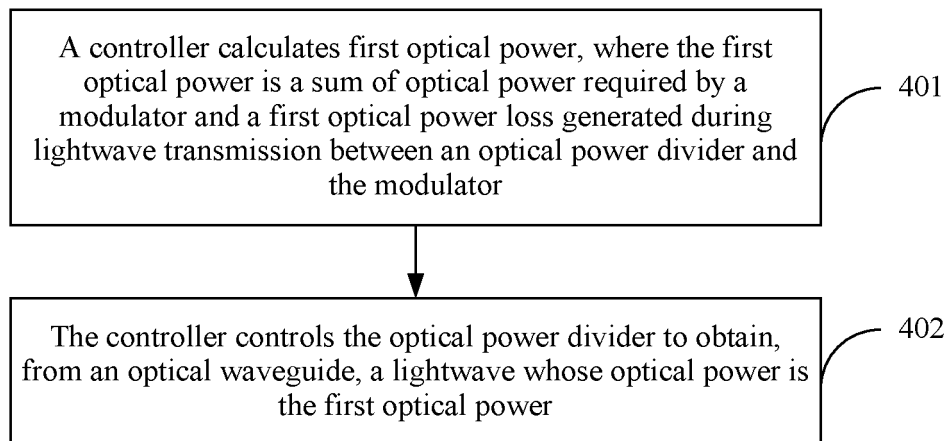 A controller calculates first optical power, where the first
optical power is a sum of optical power required by a
modulator and a first optical power loss generated during
lightwave transmission between an optical power divider and
the modulator
401
The controller controls the optical power divider to obtain,
from an optical waveguide, a lightwave whose optical power is
the first optical power
402